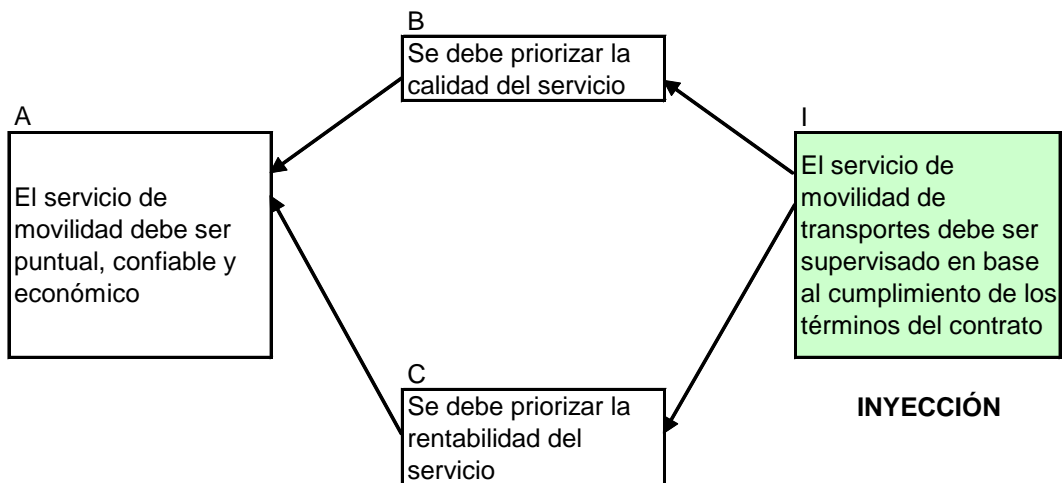 B
Se debe priorizar la
calidad del servicio
A
El servicio de
movilidad debe ser
puntual, confiable y
económico
I
El servicio de
movilidad de
transportes debe ser
supervisado en base
al cumplimiento de los
términos del contrato
INYECCIÓN
C
Se debe priorizar la
rentabilidad del
servicio